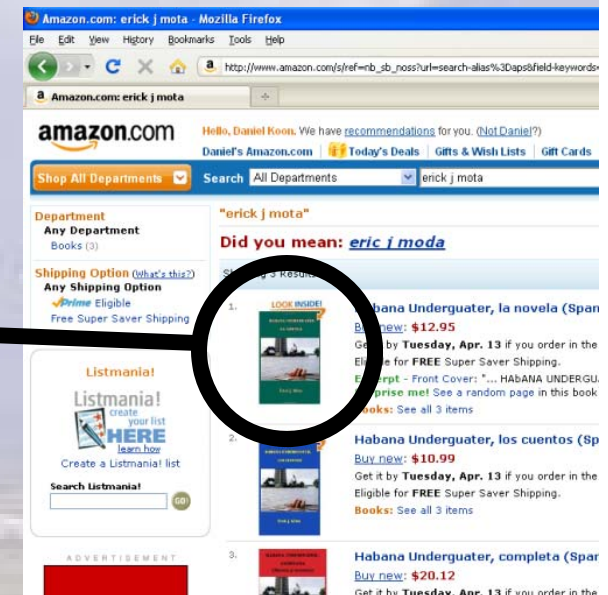 Amazon.com: erick j mota - Mozilla Firefox
File Edit View History Bookmarks Tools Help
http://www.amazon.com/s/ref=nb_sb_noss?url=search-alias%3Daps&field-keywords=
Amazon.com: erick j mota
amazon.com
Hello, Daniel Koon. We have recommendations for you. (Not Daniel?)
Daniel's Amazon.com Today's Deals Gifts & Wish Lists Gift Cards
Shop All Departments Search All Departments erick j mota
Department
Any Department
Books (3)
Shipping Option (What's this?)
Any Shipping Option
Prime Eligible
Free Super Saver Shipping
Listmania!
Listmania!
create
your list
HERE
learn how
Create a Listmania! list
Search Listmania!
GO!
ADVERTISEMENT
"erick j mota"
Did you mean: eric j moda
3 Results
1.
LOOK INSIDE!
Habana Underguater, la novela (Span
Buy new: $12.95
Get it by Tuesday, Apr. 13 if you order in the
Eligible for FREE Super Saver Shipping.
Excerpt - Front Cover: "... HAbANA UNDERGU
Surprise me! See a random page in this book
Books: See all 3 items
2.
Habana Underguater, los cuentos (Sp
Buy new: $10.99
Get it by Tuesday, Apr. 13 if you order in the
Eligible for FREE Super Saver Shipping.
Books: See all 3 items
3.
Habana Underguater, completa (Span
Buy new: $20.12
Get it by Tuesday, Apr. 13 if you order in the